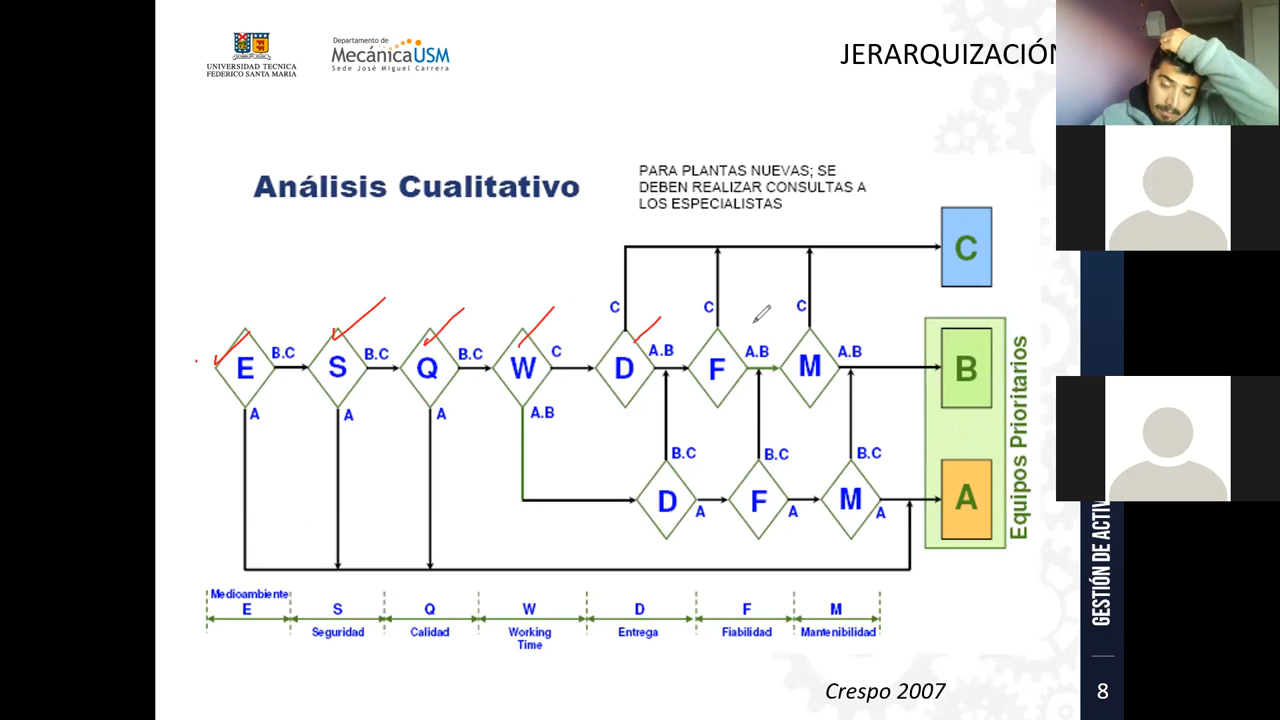 UNIVERSIDAD TECNICA
FEDERICO SANTA MARIA
Departamento de
MecánicaUSM
Sede José Miguel Carrera
JERARQUIZACIÓN
Análisis Cualitativo
PARA PLANTAS NUEVAS; SE
DEBEN REALIZAR CONSULTAS A
LOS ESPECIALISTAS
C
C C C
E B.C S B.C Q B.C W C D A.B F A.B M A.B B
A A A A.B
B.C B.C B.C
D A F A M A A
Equipos Prioritarios
Medioambiente
E S Q W D F M
Seguridad Calidad Working Entrega Fiabilidad Mantenibilidad
Time
Crespo 2007
GESTIÓN DE ACTIV
8